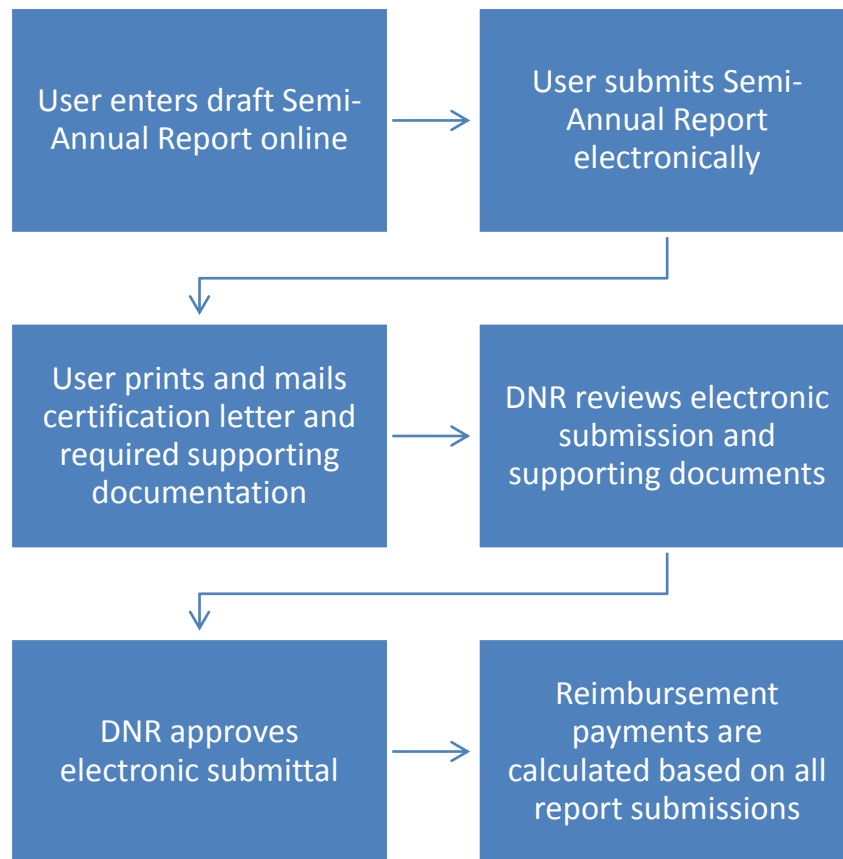 User enters draft Semi-
Annual Report online
User submits Semi-
Annual Report
electronically
User prints and mails
certification letter and
required supporting
documentation
DNR reviews electronic
submission and
supporting documents
DNR approves
electronic submittal
Reimbursement
payments are
calculated based on all
report submissions